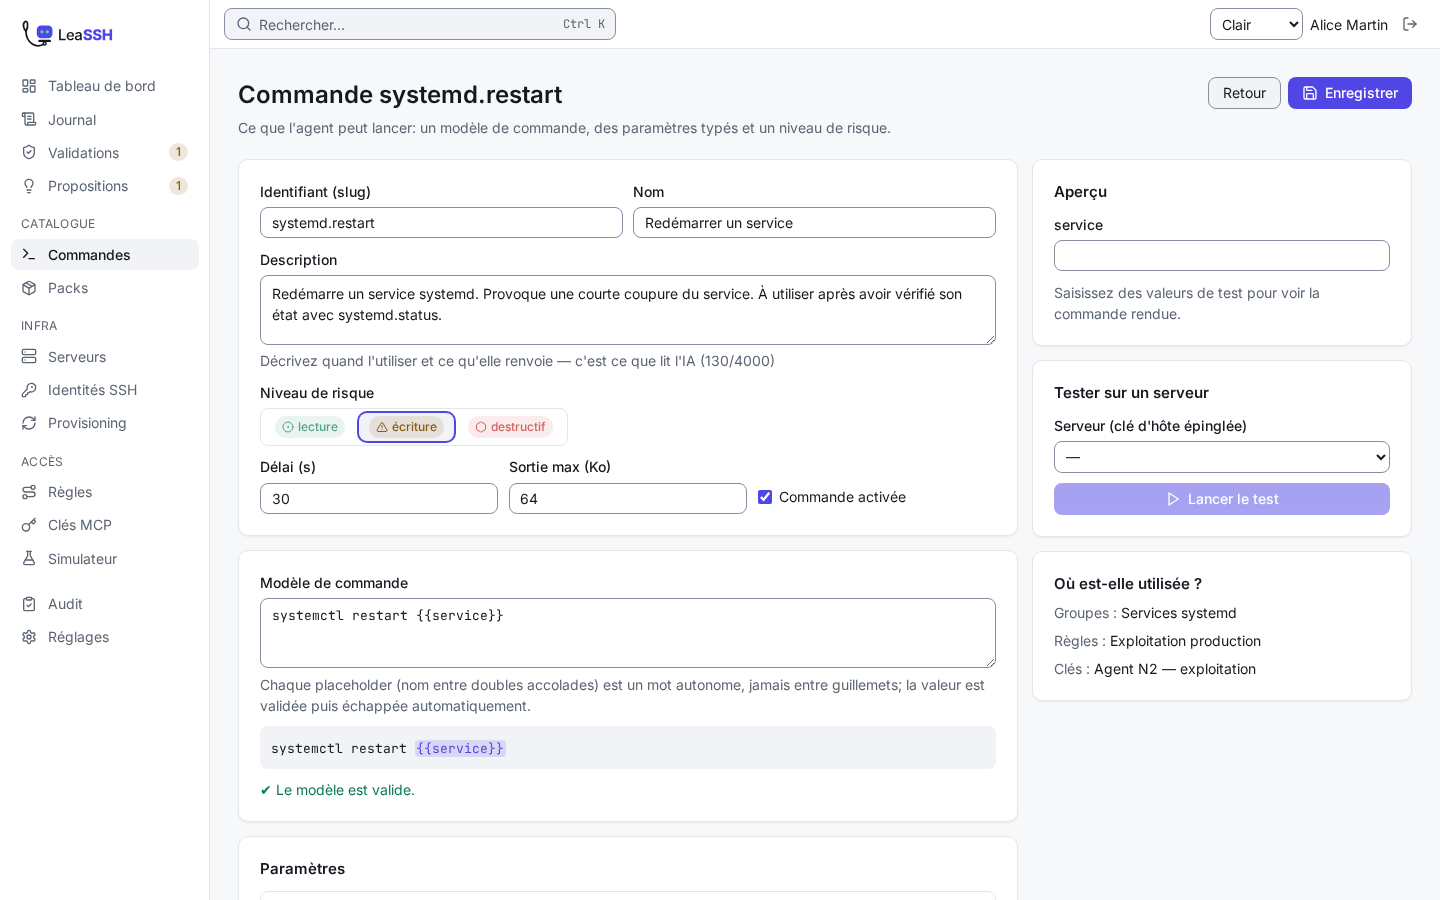 LeaSSH
Rechercher...
Ctrl K
Clair
Alice Martin
Tableau de bord
Journal
Validations 1
Propositions 1
CATALOGUE
Commandes
Packs
INFRA
Serveurs
Identités SSH
Provisioning
ACCÈS
Règles
Clés MCP
Simulateur
Audit
Réglages
Commande systemd.restart
Retour
Enregistrer
Ce que l'agent peut lancer: un modèle de commande, des paramètres typés et un niveau de risque.
Identifiant (slug)
Nom
systemd.restart
Redémarrer un service
Description
Redémarre un service systemd. Provoque une courte coupure du service. À utiliser après avoir vérifié son
état avec systemd.status.
Décrivez quand l'utiliser et ce qu'elle renvoie — c'est ce que lit l'IA (130/4000)
Niveau de risque
lecture
écriture
destructif
Délai (s)
Sortie max (Ko)
30
64
Commande activée
Modèle de commande
systemctl restart {{service}}
Chaque placeholder (nom entre doubles accolades) est un mot autonome, jamais entre guillemets; la valeur est
validée puis échappée automatiquement.
systemctl restart {{service}}
✔ Le modèle est valide.
Paramètres
Aperçu
service
Saisissez des valeurs de test pour voir la
commande rendue.
Tester sur un serveur
Serveur (clé d'hôte épinglée)
—
Lancer le test
Où est-elle utilisée ?
Groupes : Services systemd
Règles : Exploitation production
Clés : Agent N2 — exploitation